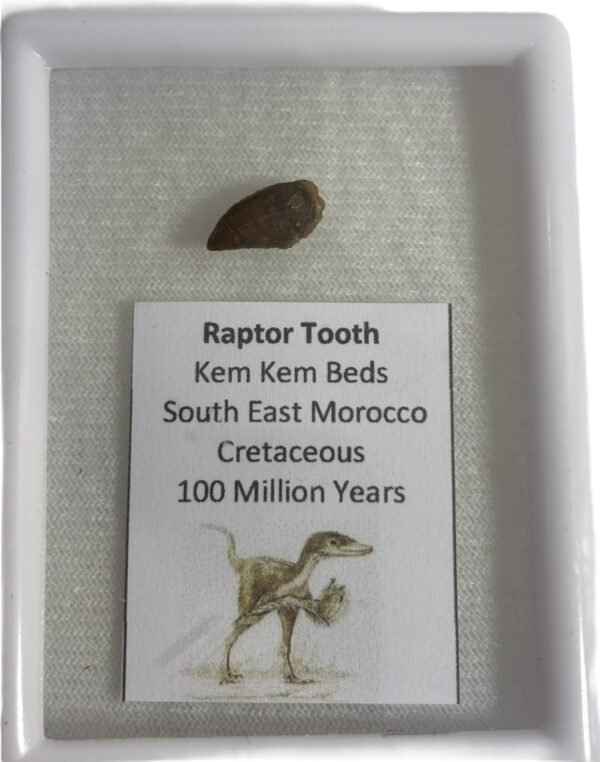 Raptor Tooth
Kem Kem Beds
South East Morocco
Cretaceous
100 Million Years